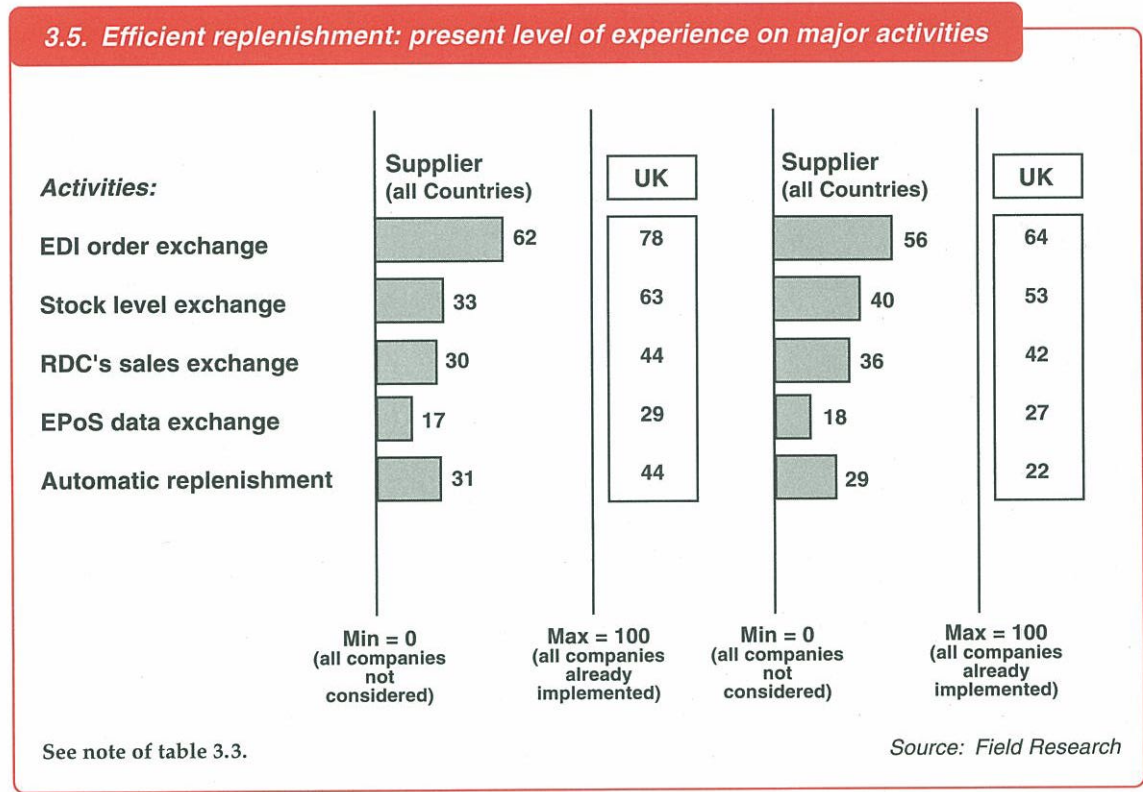 3.5. Efficient replenishment: present level of experience on major activities
Activities:
Supplier
(all Countries)
UK
Supplier
(all Countries)
UK
EDI order exchange 62 78 56 64
Stock level exchange 33 63 40 53
RDC's sales exchange 30 44 36 42
EPoS data exchange 17 29 18 27
Automatic replenishment 31 44 29 22
Min = 0
(all companies
not
considered)
Max = 100
(all companies
already
implemented)
Min = 0
(all companies
not
considered)
Max = 100
(all companies
already
implemented)
See note of table 3.3.
Source: Field Research